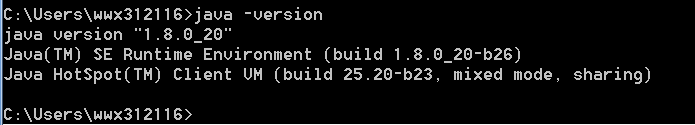 C:\Users\wwx312116>java -version
java version "1.8.0_20"
Java(TM) SE Runtime Environment (build 1.8.0_20-b26)
Java HotSpot(TM) Client VM (build 25.20-b23, mixed mode, sharing)
C:\Users\wwx312116>